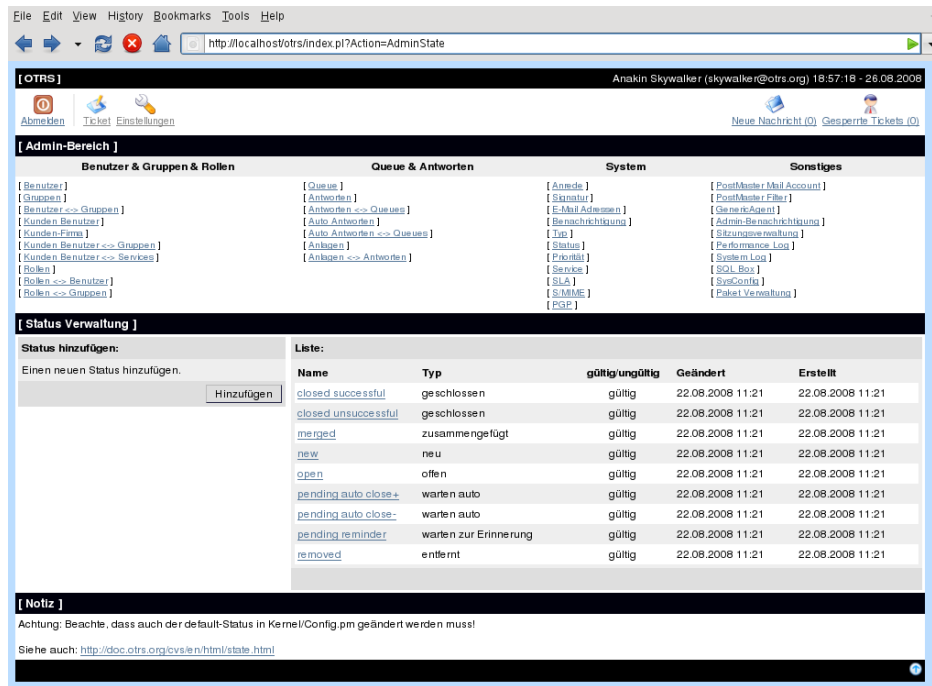 File Edit View History Bookmarks Tools Help
http://localhost/otrs/index.pl?Action=AdminState
[ OTRS ] Anakin Skywalker (skywalker@otrs.org) 18:57:18 - 26.08.2008
Abmelden Ticket Einstellungen Neue Nachricht (0) Gesperrte Tickets (0)
[ Admin-Bereich ]
Benutzer & Gruppen & Rollen Queue & Antworten System Sonstiges
[ Benutzer ] [ Queue ] [ Anrede ] [ PostMaster Mail Account ]
[ Gruppen ] [ Antworten ] [ Signatur ] [ PostMaster Filter ]
[ Benutzer <-> Gruppen ] [ Antworten <-> Queues ] [ E-Mail Adressen ] [ GenericAgent ]
[ Kunden Benutzer ] [ Auto Antworten ] [ Benachrichtigung ] [ Admin-Benachrichtigung ]
[ Kunden-Firma ] [ Auto Antworten <-> Queues ] [ Typ ] [ Sitzungsverwaltung ]
[ Kunden Benutzer <-> Gruppen ] [ Anlagen ] [ Status ] [ Performance Log ]
[ Kunden Benutzer <-> Services ] [ Anlagen <-> Antworten ] [ Priorität ] [ System Log ]
[ Rollen ] [ Service ] [ SQL Box ]
[ Rollen <-> Benutzer ] [ SLA ] [ SysConfig ]
[ Rollen <-> Gruppen ] [ S/MIME ] [ Paket Verwaltung ]
[ PGP ]
[ Status Verwaltung ]
Status hinzufügen: Liste:
Einen neuen Status hinzufügen.
Hinzufügen
Name Typ gültig/ungültig Geändert Erstellt
closed successful geschlossen gültig 22.08.2008 11:21 22.08.2008 11:21
closed unsuccessful geschlossen gültig 22.08.2008 11:21 22.08.2008 11:21
merged zusammengefügt gültig 22.08.2008 11:21 22.08.2008 11:21
new neu gültig 22.08.2008 11:21 22.08.2008 11:21
open offen gültig 22.08.2008 11:21 22.08.2008 11:21
pending auto close+ warten auto gültig 22.08.2008 11:21 22.08.2008 11:21
pending auto close- warten auto gültig 22.08.2008 11:21 22.08.2008 11:21
pending reminder warten zur Erinnerung gültig 22.08.2008 11:21 22.08.2008 11:21
removed entfernt gültig 22.08.2008 11:21 22.08.2008 11:21
[ Notiz ]
Achtung: Beachte, dass auch der default-Status in Kernel/Config.pm geändert werden muss!
Siehe auch: http://doc.otrs.org/cvs/en/html/state.html